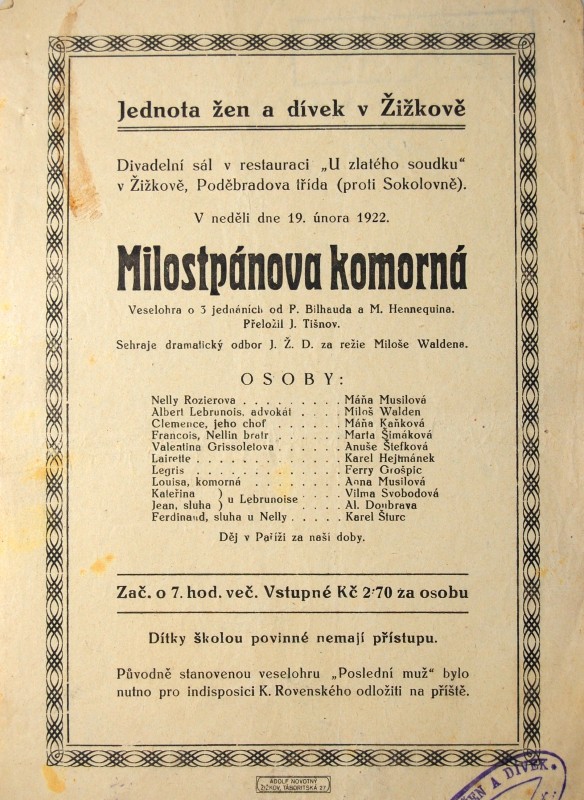 Jednota žen a dívek v Žižkově
Divadelní sál v restauraci „U zlatého soudku“
v Žižkově, Poděbradova třída (proti Sokolovně).
V neděli dne 19. února 1922.
Milostpánova komorná
Veselohra o 3 jednáních od P. Bilhauda a M. Hennequina.
Přeložil J. Tišnov.
Sehraje dramatický odbor J. Ž. D. za režie Miloše Waldena.
OSOBY:
Nelly Rozierova . . . . . . . . . Máňa Musilová
Albert Lebrunois, advokát . . . . Miloš Walden
Clemence, jeho choť . . . . . . . Máňa Kaňková
Francois, Nellin bratr . . . . . . Marta Šimáková
Valentina Grissoletova . . . . . . Anuše Štefková
Lairette . . . . . . . . . . . . . Karel Hejtmánek
Legris . . . . . . . . . . . . . . Ferry Grošpic
Louisa, komorná . . . . . . . . . Anna Musilová
Kateřina ) u Lebrunoise . . . . Vilma Svobodová
Jean, sluha ) Al. Doubrava
Ferdinand, sluha u Nelly . . . . . Karel Šturc
Děj v Paříži za naši doby.
Zač. o 7. hod. več. Vstupné Kč 2·70 za osobu
Dítky školou povinné nemají přístupu.
Původně stanovenou veselohru „Poslední muž“ bylo
nutno pro indisposici K. Rovenského odložiti na příště.
ADOLF NOVOTNÝ
ŽIŽKOV, TÁBORITSKÁ 27
EN A DÍVEK.